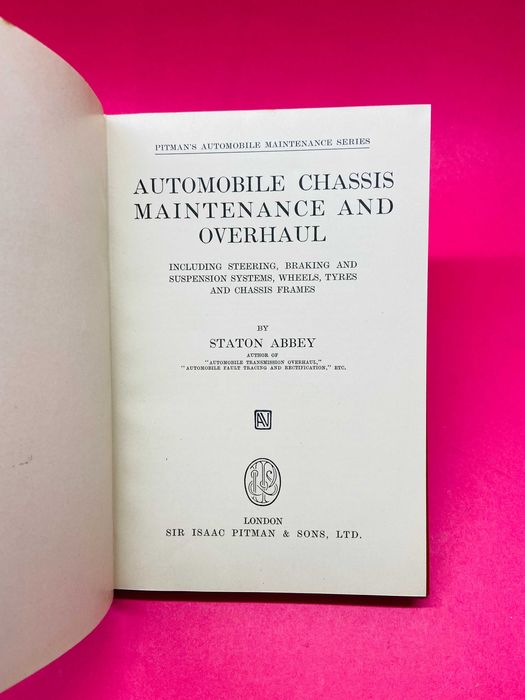 PITMAN'S AUTOMOBILE MAINTENANCE SERIES
AUTOMOBILE CHASSIS
MAINTENANCE AND
OVERHAUL
INCLUDING STEERING, BRAKING AND
SUSPENSION SYSTEMS, WHEELS, TYRES
AND CHASSIS FRAMES
BY
STATON ABBEY
AUTHOR OF
"AUTOMOBILE TRANSMISSION OVERHAUL,"
"AUTOMOBILE FAULT TRACING AND RECTIFICATION," ETC.
LONDON
SIR ISAAC PITMAN & SONS, LTD.